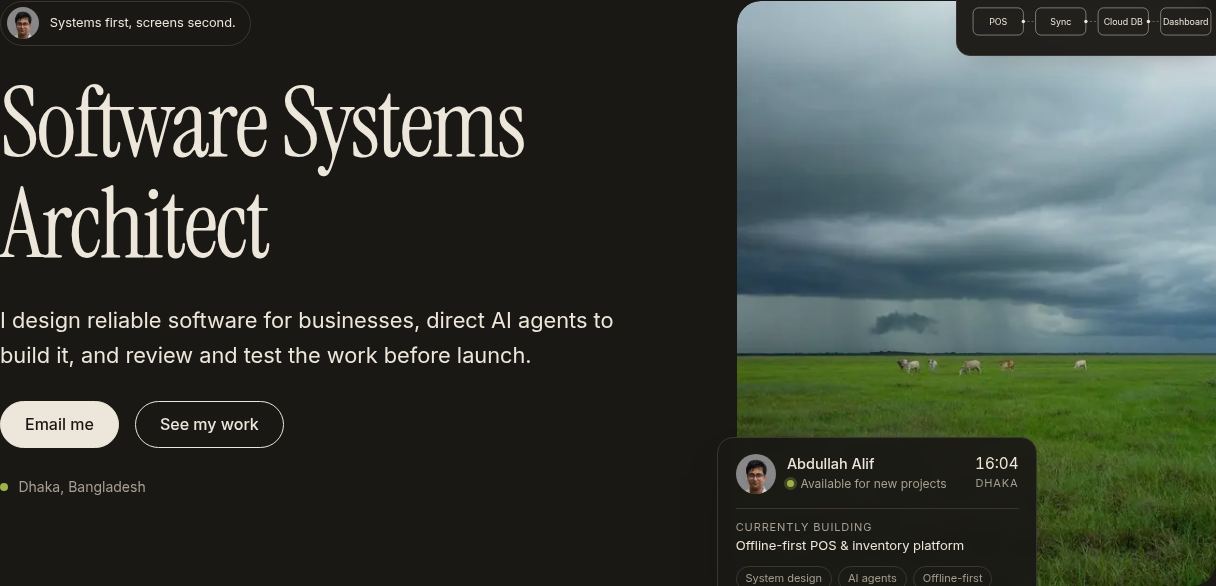 Systems first, screens second.
Software Systems
Architect
I design reliable software for businesses, direct AI agents to
build it, and review and test the work before launch.
Email me
See my work
Dhaka, Bangladesh
POS
Sync
Cloud DB
Dashboard
Abdullah Alif
16:04
Available for new projects
DHAKA
CURRENTLY BUILDING
Offline-first POS & inventory platform
System design
AI agents
Offline-first